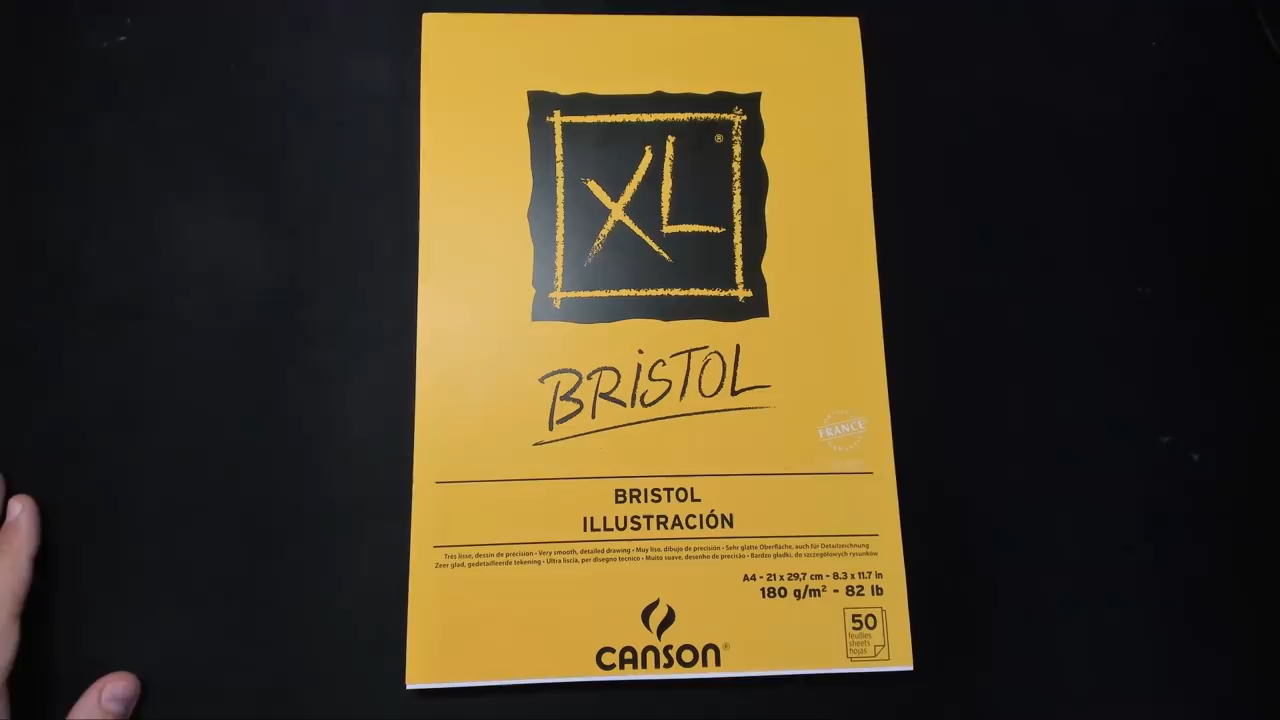 XL®
BRISTOL
FRANCE
BRISTOL
ILLUSTRACIÓN
Très lisse, dessin de précision • Very smooth, detailed drawing • Muy liso, dibujo de precisión • Sehr glatte Oberfläche, auch für Detailzeichnung
Zeer glad, gedetailleerde tekening • Ultra liscia, per disegno tecnico • Muito suave, desenho de precisão • Bardzo gładki, do szczegółowych rysunków
A4 - 21 x 29,7 cm - 8.3 x 11.7 in
180 g/m² - 82 lb
50
feuilles
sheets
hojas
CANSON®